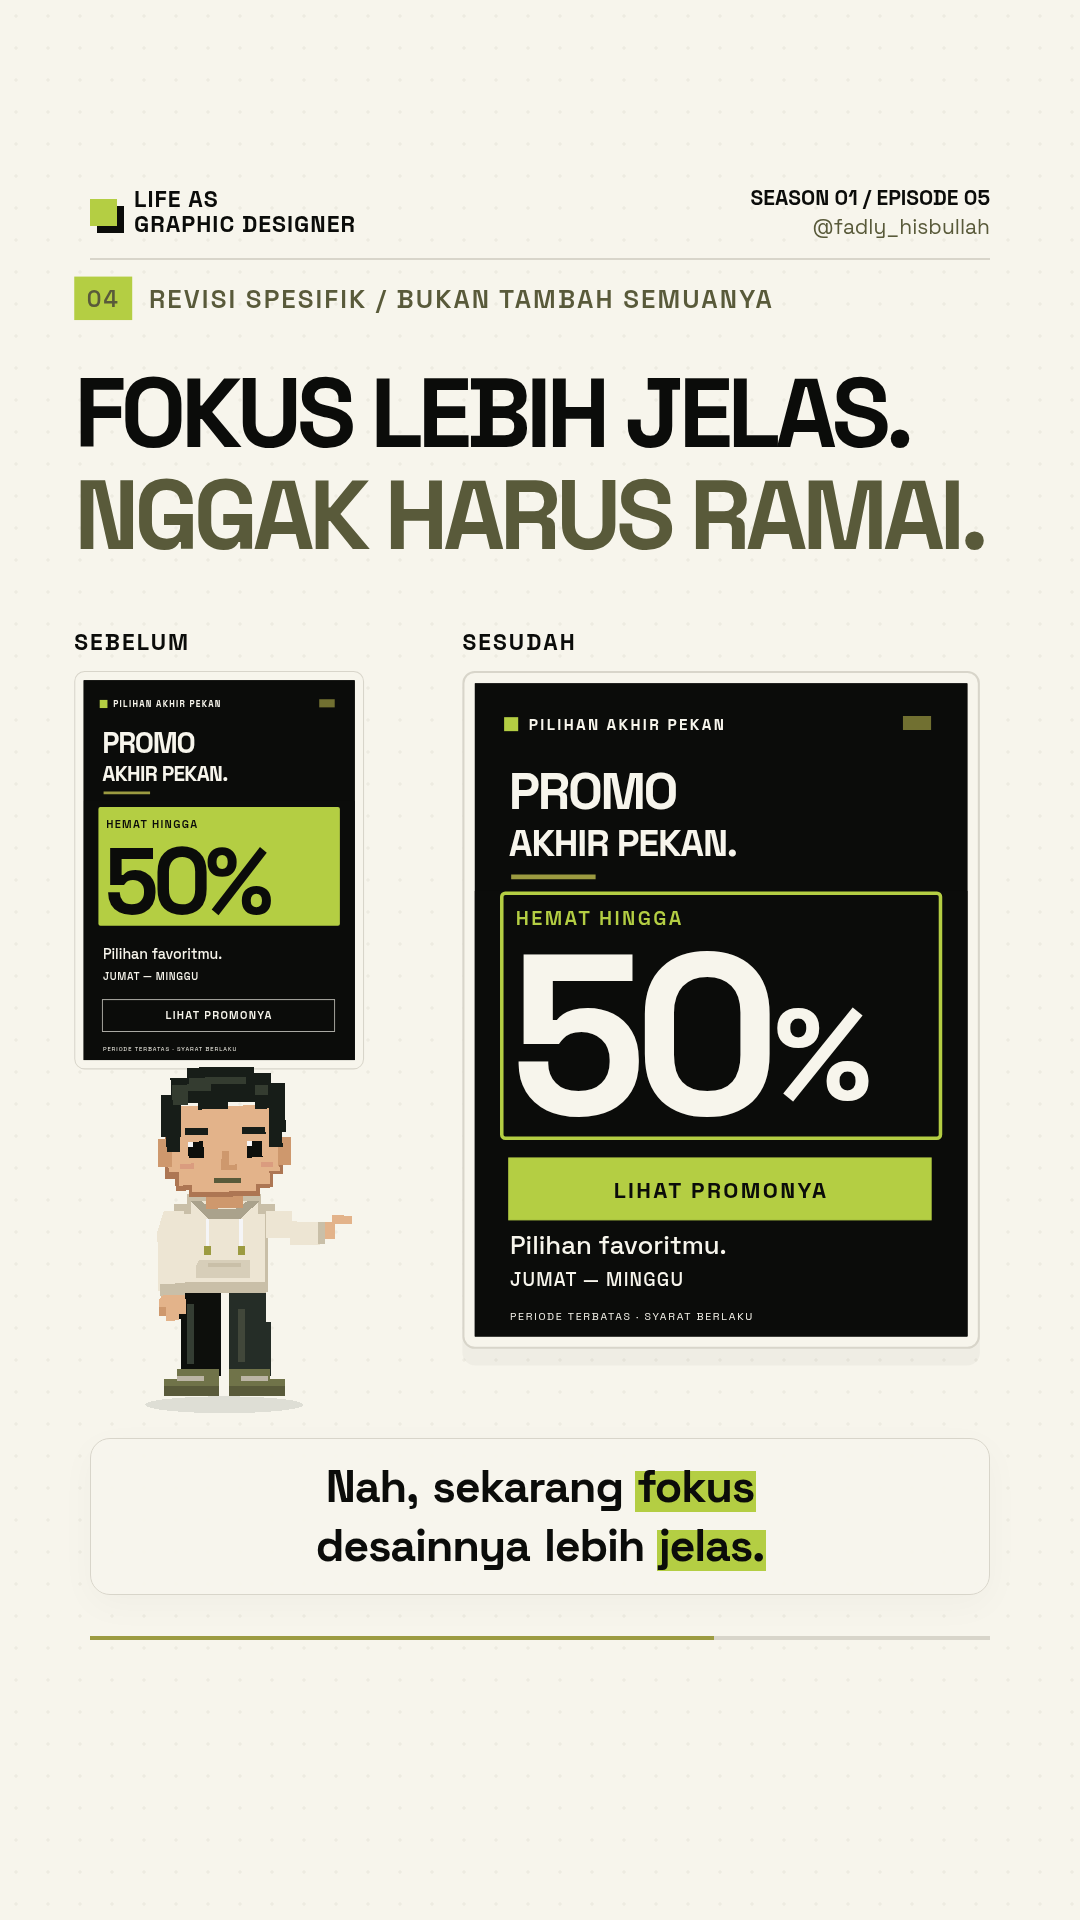 LIFE AS
GRAPHIC DESIGNER
SEASON 01 / EPISODE 05
@fadly_hisbullah
04 REVISI SPESIFIK / BUKAN TAMBAH SEMUANYA
FOKUS LEBIH JELAS.
NGGAK HARUS RAMAI.
SEBELUM
PILIHAN AKHIR PEKAN
PROMO
AKHIR PEKAN.
HEMAT HINGGA
50%
Pilihan favoritmu.
JUMAT — MINGGU
LIHAT PROMONYA
PERIODE TERBATAS · SYARAT BERLAKU
SESUDAH
PILIHAN AKHIR PEKAN
PROMO
AKHIR PEKAN.
HEMAT HINGGA
50%
LIHAT PROMONYA
Pilihan favoritmu.
JUMAT — MINGGU
PERIODE TERBATAS · SYARAT BERLAKU
Nah, sekarang fokus
desainnya lebih jelas.